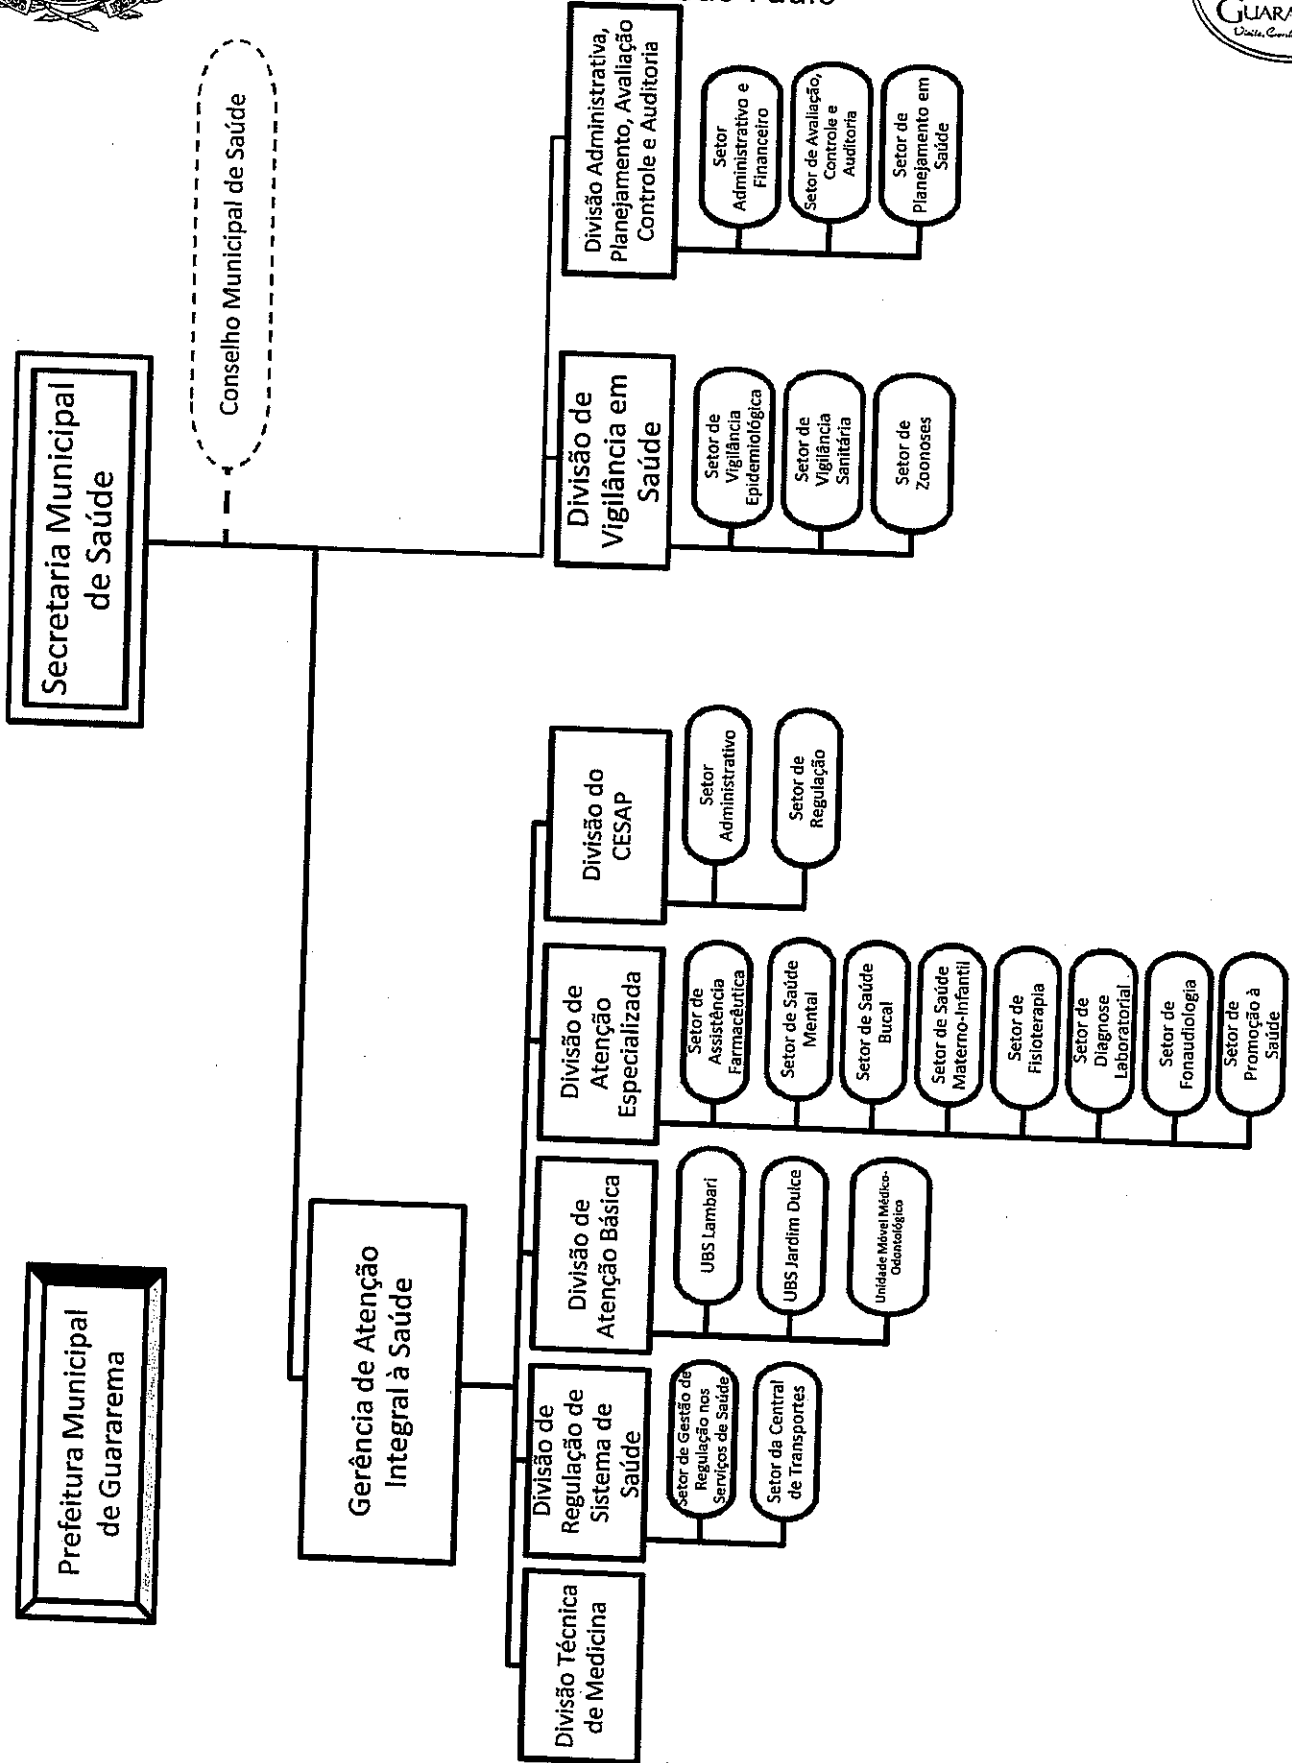 Prefeitura Municipal
de Guararema
Secretaria Municipal
de Saúde
Conselho Municipal de Saúde
Gerência de Atenção
Integral à Saúde
Divisão Técnica
de Medicina
Divisão de
Regulação de
Sistema de
Saúde
Setor de Gestão de
Regulação nos
Serviços de Saúde
Setor da Central
de Transportes
Divisão de
Atenção Básica
UBS Lambari
UBS Jardim Dulce
Unidade Móvel Médico-
Odontológico
Divisão de
Atenção
Especializada
Setor de
Assistência
Farmacêutica
Setor de Saúde
Mental
Setor de Saúde
Bucal
Setor de Saúde
Materno-Infantil
Setor de
Fisioterapia
Setor de
Diagnose
Laboratorial
Setor de
Fonaudiologia
Setor de
Promoção à
Saúde
Divisão do
CESAP
Setor
Administrativo
Setor de
Regulação
Divisão de
Vigilância em
Saúde
Setor de
Vigilância
Epidemiológica
Setor de
Vigilância
Sanitária
Setor de
Zoonoses
Divisão Administrativa,
Planejamento, Avaliação
Controle e Auditoria
Setor
Administrativo e
Financeiro
Setor de Avaliação,
Controle e
Auditoria
Setor de
Planejamento em
Saúde